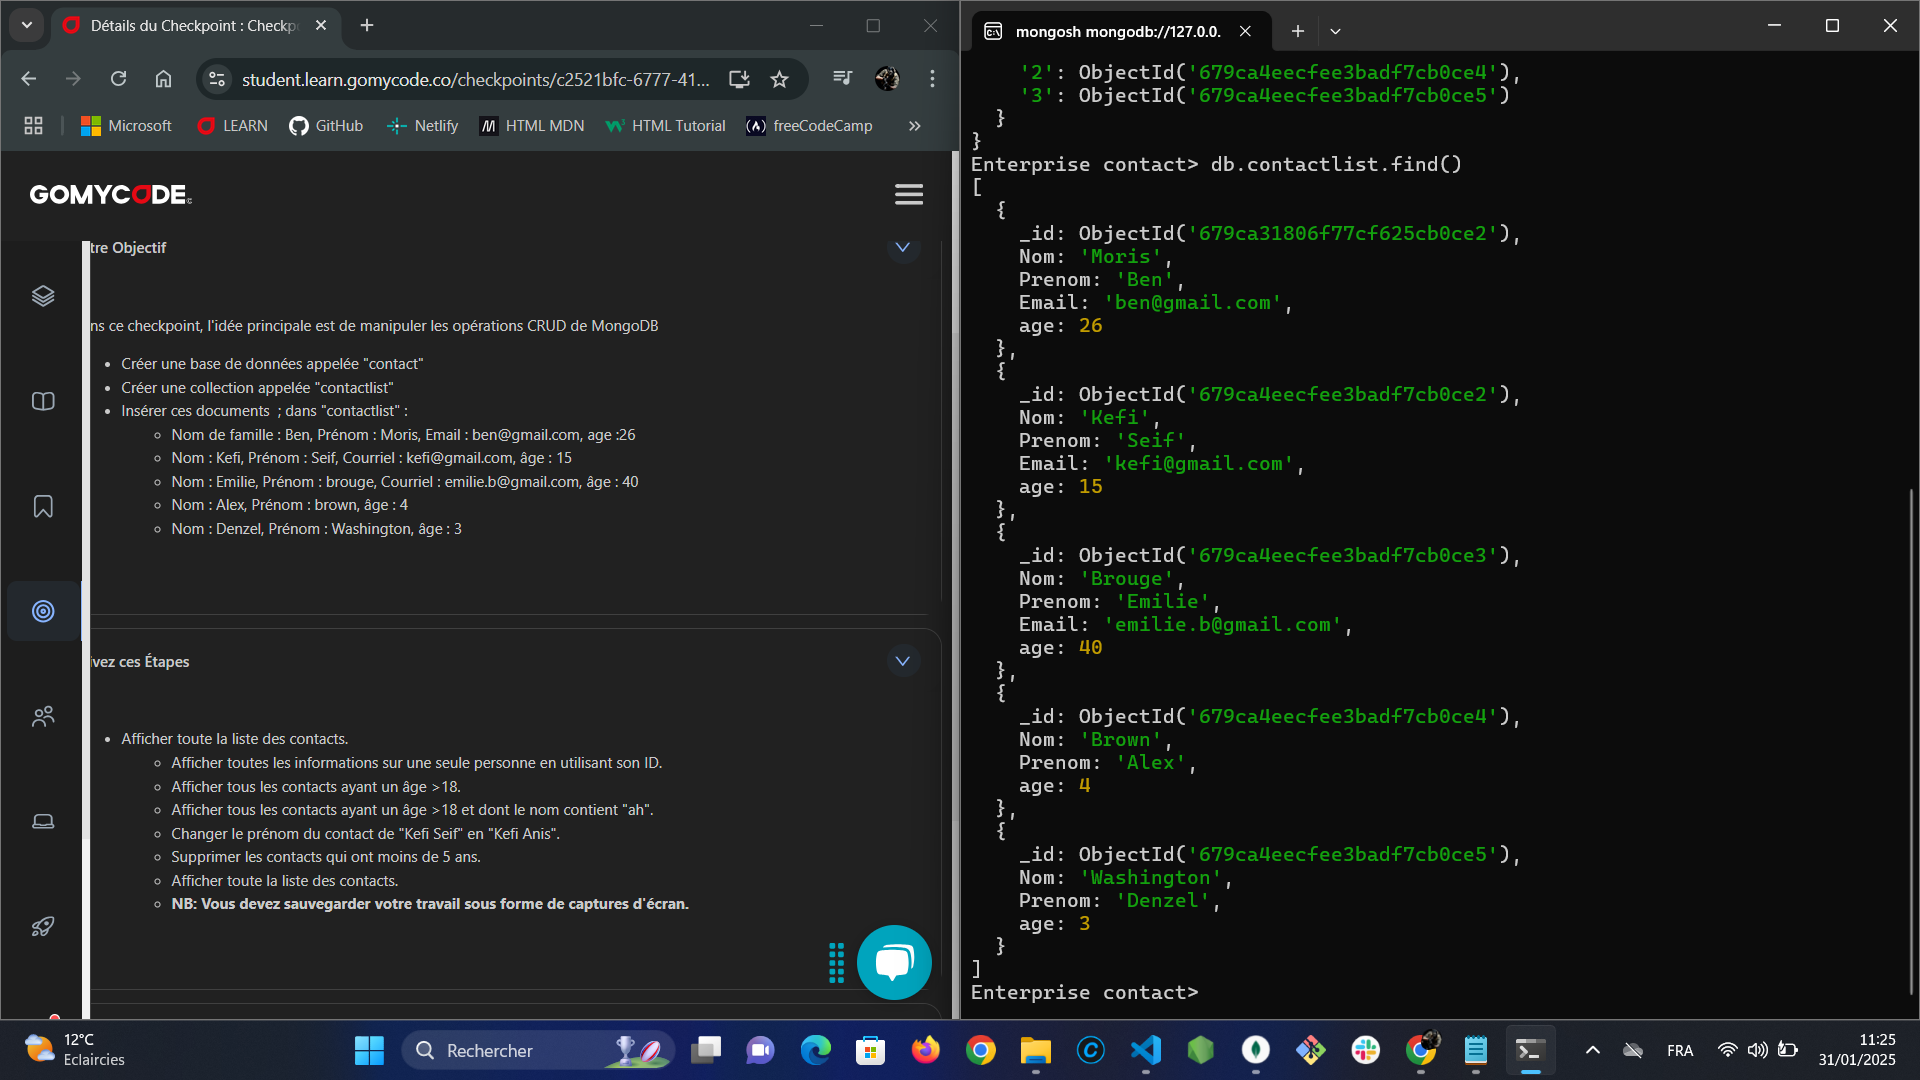 Détails du Checkpoint : Checkp
student.learn.gomycode.co/checkpoints/c2521bfc-6777-41...
Microsoft
LEARN
GitHub
Netlify
HTML MDN
HTML Tutorial
freeCodeCamp
»
GOMYCODE
tre Objectif
ns ce checkpoint, l'idée principale est de manipuler les opérations CRUD de MongoDB
Créer une base de données appelée "contact"
Créer une collection appelée "contactlist"
Insérer ces documents ; dans "contactlist" :
Nom de famille : Ben, Prénom : Moris, Email : ben@gmail.com, age :26
Nom : Kefi, Prénom : Seif, Courriel : kefi@gmail.com, âge : 15
Nom : Emilie, Prénom : brouge, Courriel : emilie.b@gmail.com, âge : 40
Nom : Alex, Prénom : brown, âge : 4
Nom : Denzel, Prénom : Washington, âge : 3
ivez ces Étapes
Afficher toute la liste des contacts.
Afficher toutes les informations sur une seule personne en utilisant son ID.
Afficher tous les contacts ayant un âge >18.
Afficher tous les contacts ayant un âge >18 et dont le nom contient "ah".
Changer le prénom du contact de "Kefi Seif" en "Kefi Anis".
Supprimer les contacts qui ont moins de 5 ans.
Afficher toute la liste des contacts.
NB: Vous devez sauvegarder votre travail sous forme de captures d'écran.
mongosh mongodb://127.0.0.
'2': ObjectId('679ca4eecfee3badf7cb0ce4'),
'3': ObjectId('679ca4eecfee3badf7cb0ce5')
}
}
Enterprise contact> db.contactlist.find()
[
{
_id: ObjectId('679ca31806f77cf625cb0ce2'),
Nom: 'Moris',
Prenom: 'Ben',
Email: 'ben@gmail.com',
age: 26
},
{
_id: ObjectId('679ca4eecfee3badf7cb0ce2'),
Nom: 'Kefi',
Prenom: 'Seif',
Email: 'kefi@gmail.com',
age: 15
},
{
_id: ObjectId('679ca4eecfee3badf7cb0ce3'),
Nom: 'Brouge',
Prenom: 'Emilie',
Email: 'emilie.b@gmail.com',
age: 40
},
{
_id: ObjectId('679ca4eecfee3badf7cb0ce4'),
Nom: 'Brown',
Prenom: 'Alex',
age: 4
},
{
_id: ObjectId('679ca4eecfee3badf7cb0ce5'),
Nom: 'Washington',
Prenom: 'Denzel',
age: 3
}
]
Enterprise contact>
12°C
Eclaircies
Rechercher
FRA
11:25
31/01/2025